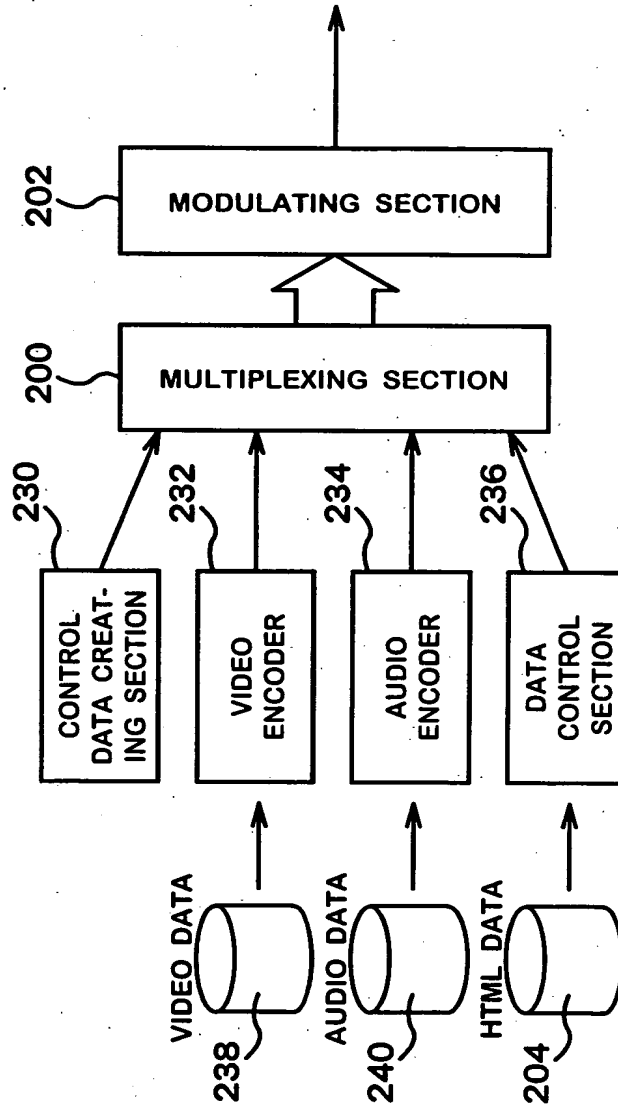 230
CONTROL
DATA CREAT-
ING SECTION
VIDEO DATA
238
232
VIDEO
ENCODER
AUDIO DATA
240
234
AUDIO
ENCODER
HTML DATA
204
236
DATA
CONTROL
SECTION
200
MULTIPLEXING SECTION
202
MODULATING SECTION